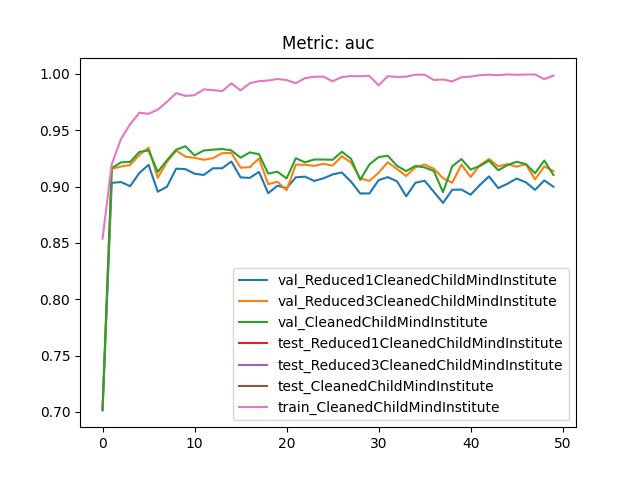 Metric: auc
1.00
0.95
0.90
0.85
0.80
0.75
0.70
val_Reduced1CleanedChildMindInstitute
val_Reduced3CleanedChildMindInstitute
val_CleanedChildMindInstitute
test_Reduced1CleanedChildMindInstitute
test_Reduced3CleanedChildMindInstitute
test_CleanedChildMindInstitute
train_CleanedChildMindInstitute
0 10 20 30 40 50